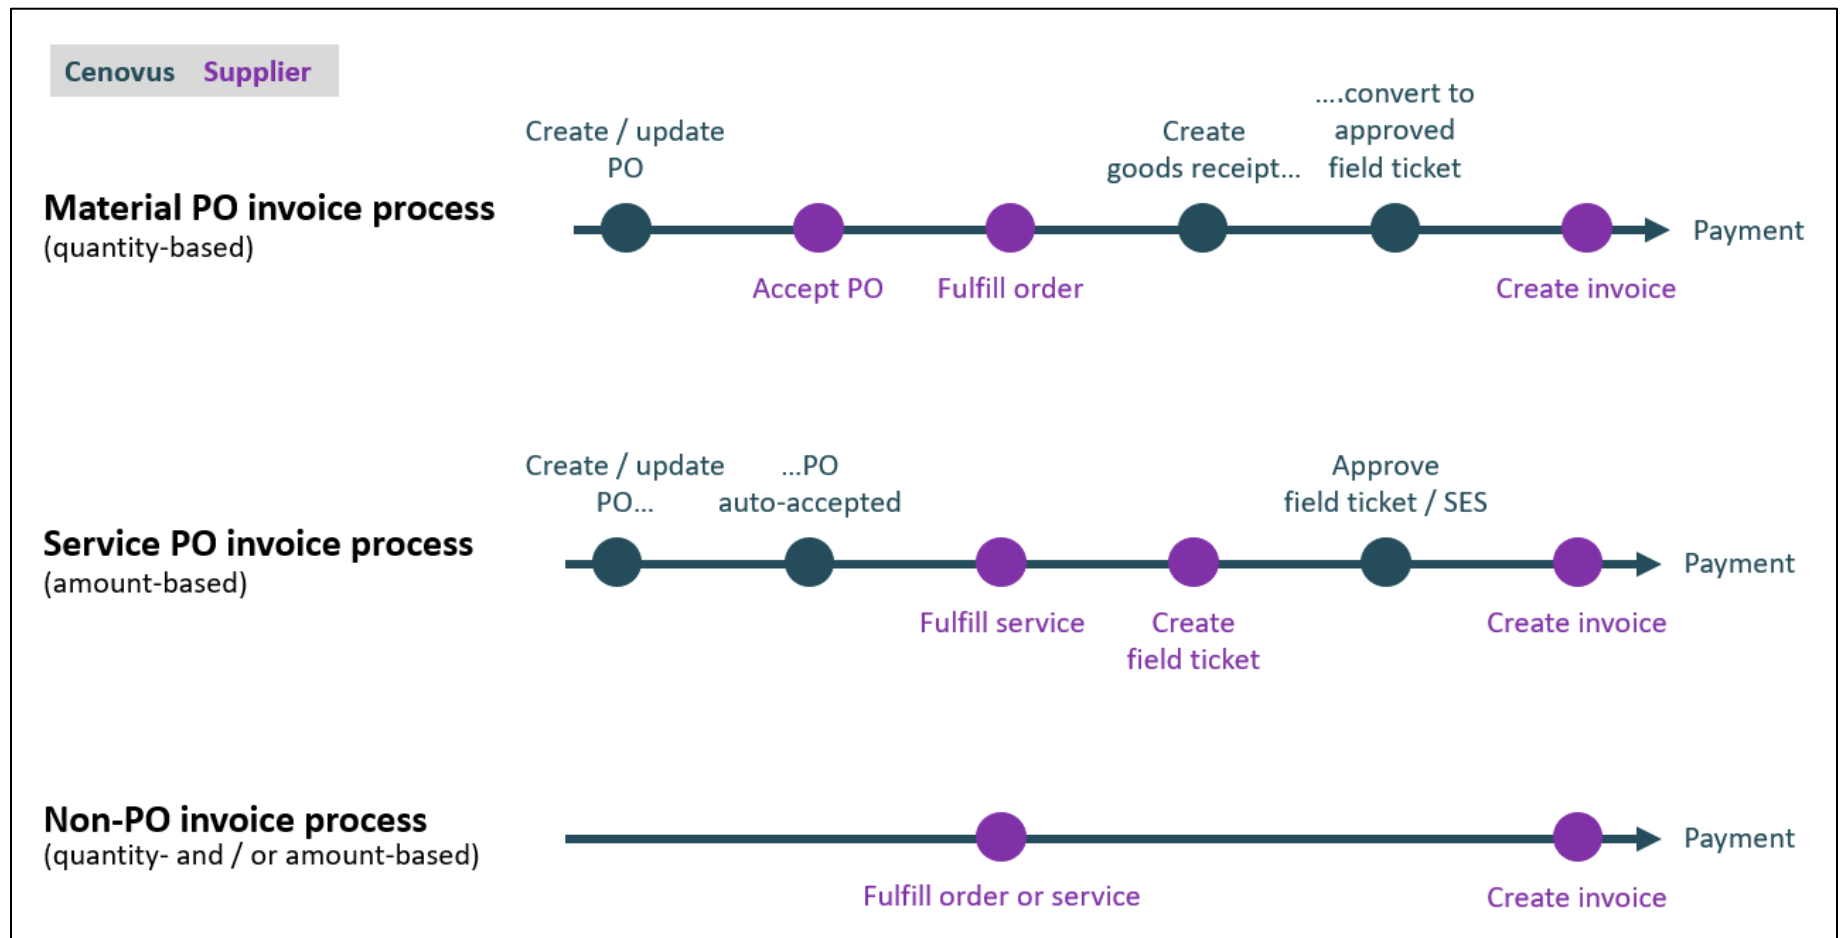 Cenovus Supplier
Create / update
PO
Create
goods receipt...
....convert to
approved
field ticket
Material PO invoice process
(quantity-based)
Payment
Accept PO
Fulfill order
Create invoice
Create / update
PO...
...PO
auto-accepted
Approve
field ticket / SES
Service PO invoice process
(amount-based)
Payment
Fulfill service
Create
field ticket
Create invoice
Non-PO invoice process
(quantity- and / or amount-based)
Payment
Fulfill order or service
Create invoice